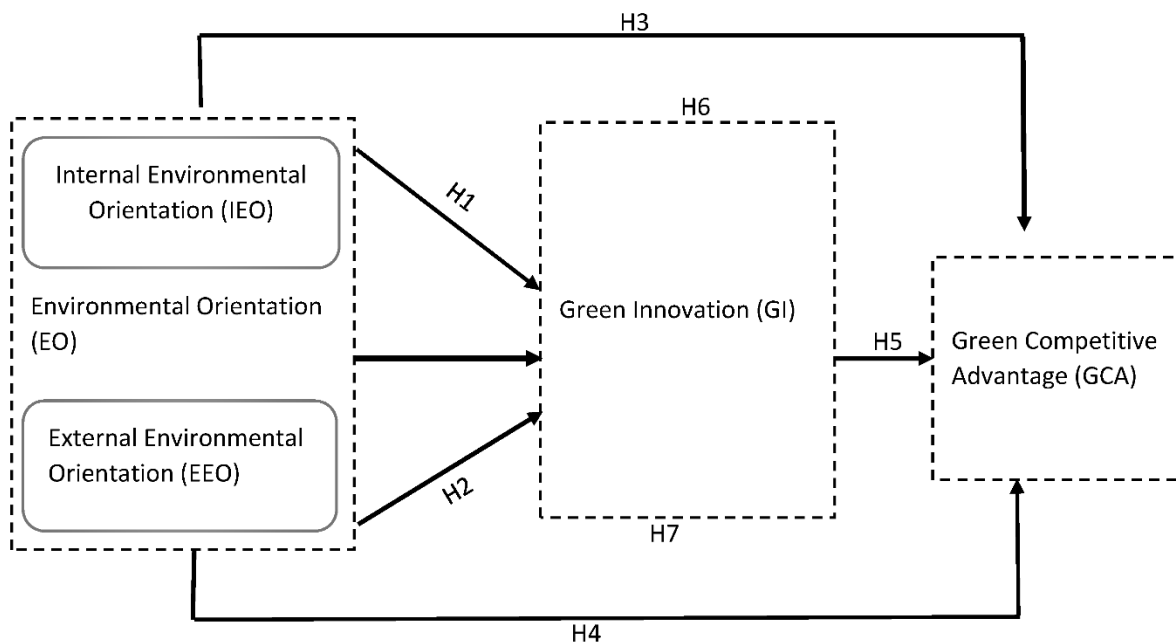 H3
H6
Internal Environmental
Orientation (IEO)
H1
Environmental Orientation
(EO)
Green Innovation (GI)
H5
Green Competitive
Advantage (GCA)
External Environmental
Orientation (EEO)
H2
H7
H4